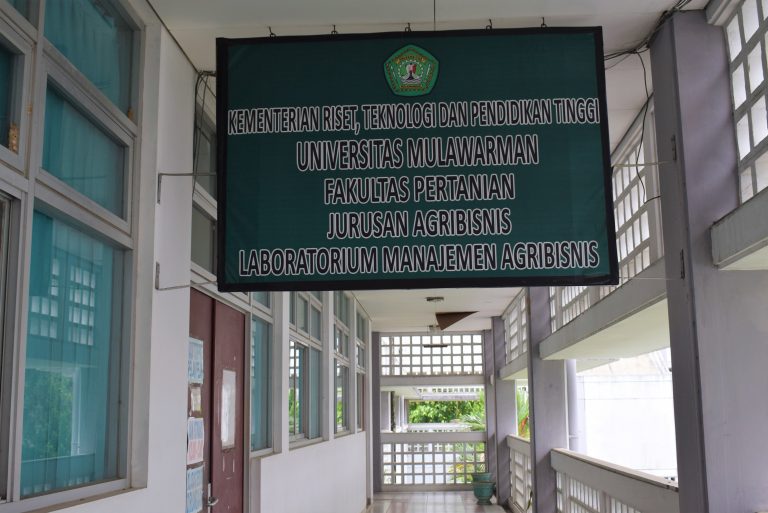 KEMENTERIAN RISET, TEKNOLOGI DAN PENDIDIKAN TINGGI
UNIVERSITAS MULAWARMAN
FAKULTAS PERTANIAN
JURUSAN AGRIBISNIS
LABORATORIUM MANAJEMEN AGRIBISNIS